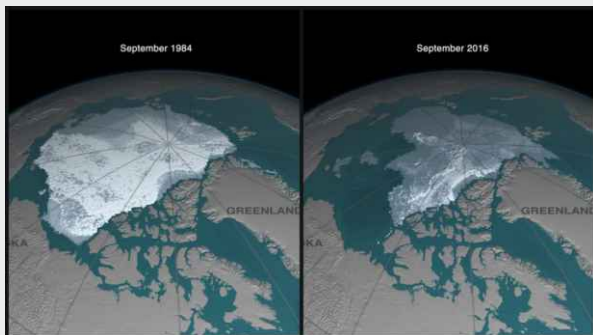 September 1984
September 2016
GREENLAND
KA
GREENLAND
KA